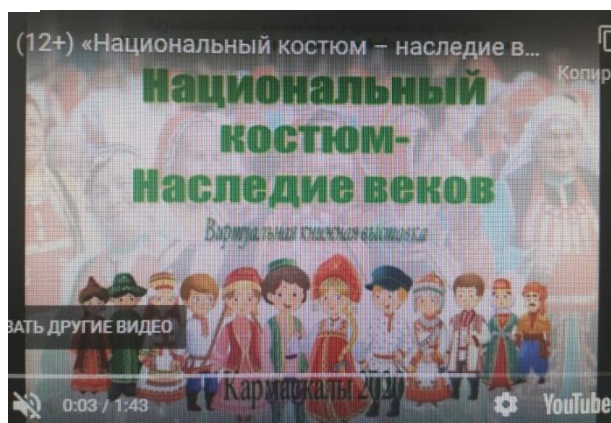 (12+) «Национальный костюм – наследие в...
Копир
Национальный
костюм-
Наследие веков
Виртуальная книжная выставка
ЗАТЬ ДРУГИЕ ВИДЕО
Кармаскалы 2020
0:03 / 1:43
YouTube